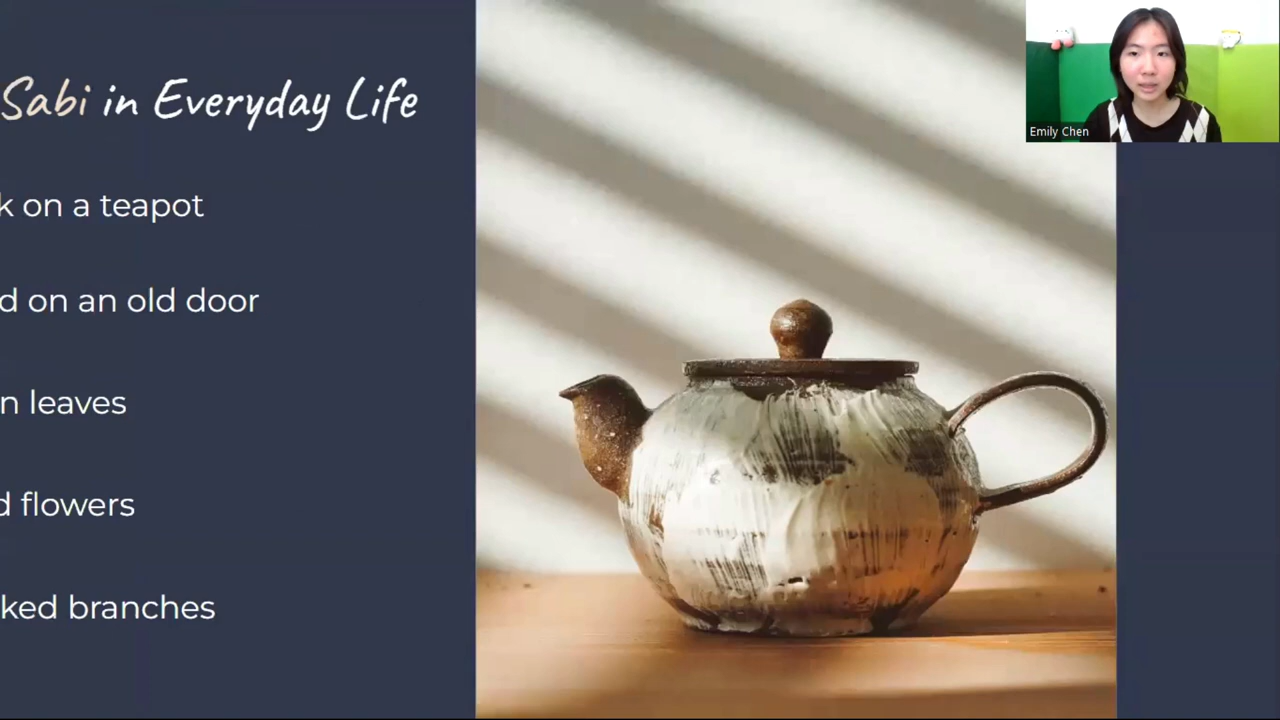 Sabi in Everyday Life
Emily Chen
k on a teapot
d on an old door
n leaves
d flowers
ked branches